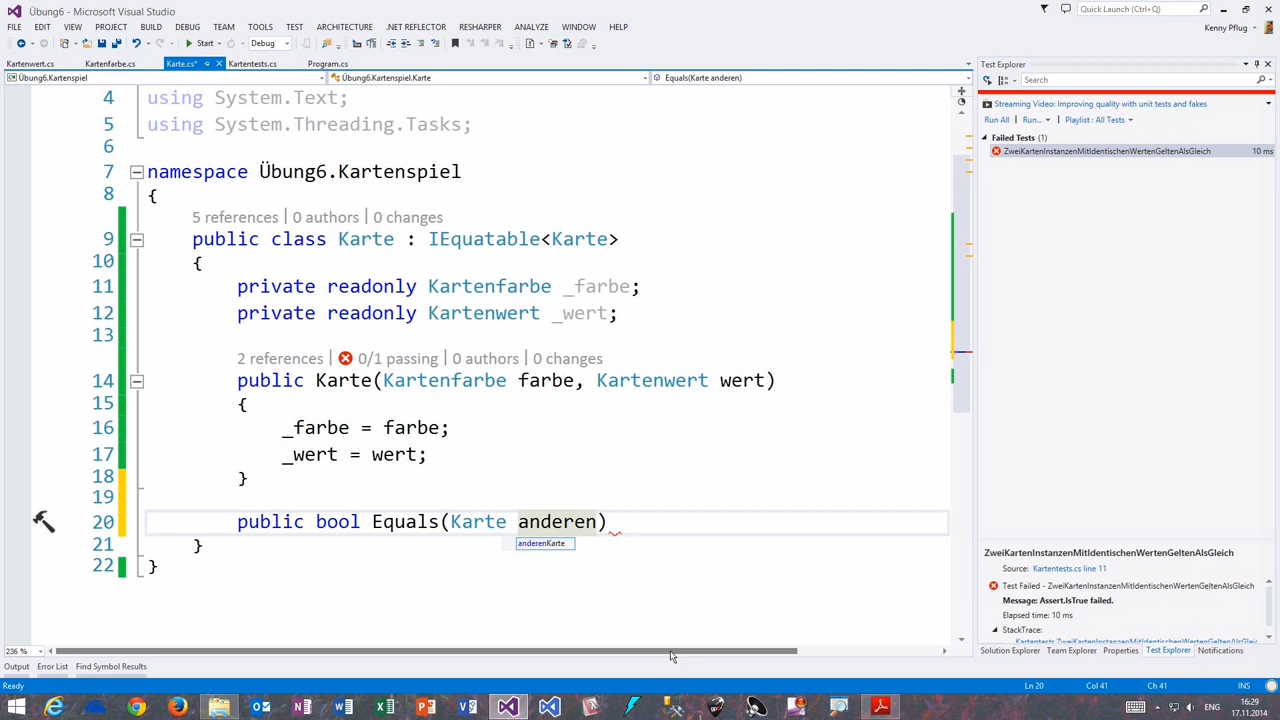 Übung6 - Microsoft Visual Studio
Quick Launch (Ctrl+Q)
FILE EDIT VIEW PROJECT BUILD DEBUG TEAM TOOLS TEST ARCHITECTURE .NET REFLECTOR RESHARPER ANALYZE WINDOW HELP
Kenny Pflug
Start Debug
Kartenwert.cs Kartenfarbe.cs Karte.cs* Kartentests.cs Program.cs
Übung6.Kartenspiel Übung6.Kartenspiel.Karte Equals(Karte anderen)
4 using System.Text;
5 using System.Threading.Tasks;
6
7 namespace Übung6.Kartenspiel
8 {
5 references | 0 authors | 0 changes
9 public class Karte : IEquatable<Karte>
10 {
11 private readonly Kartenfarbe _farbe;
12 private readonly Kartenwert _wert;
13
2 references | 0/1 passing | 0 authors | 0 changes
14 public Karte(Kartenfarbe farbe, Kartenwert wert)
15 {
16 _farbe = farbe;
17 _wert = wert;
18 }
19
20 public bool Equals(Karte anderen)
anderenKarte
21 }
22 }
236 %
Output Error List Find Symbol Results
Test Explorer
Search
Streaming Video: Improving quality with unit tests and fakes
Run All Run... Playlist : All Tests
Failed Tests (1)
ZweiKartenInstanzenMitIdentischenWertenGeltenAlsGleich 10 ms
ZweiKartenInstanzenMitIdentischenWertenGeltenAlsGleich
Source: Kartentests.cs line 11
Test Failed - ZweiKartenInstanzenMitIdentischenWertenGeltenAlsGleich
Message: Assert.IsTrue failed.
Elapsed time: 10 ms
StackTrace:
Solution Explorer Team Explorer Properties Test Explorer Notifications
Ready Ln 20 Col 41 Ch 41 INS
ENG 16:29
17.11.2014